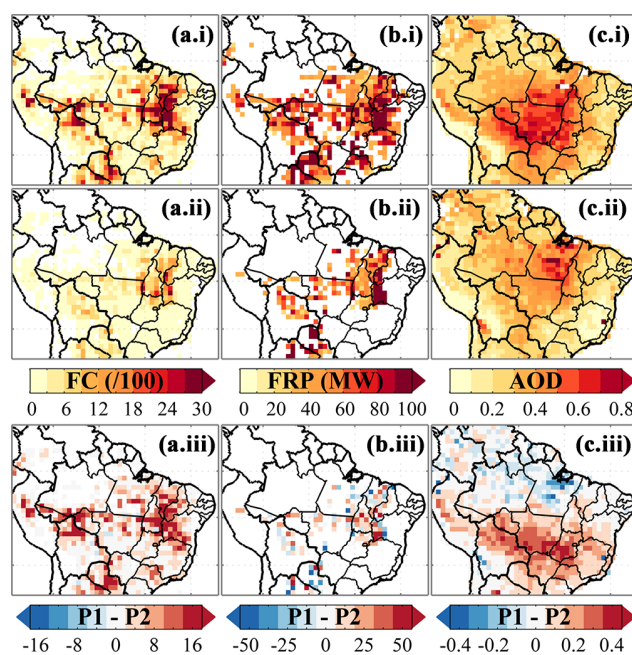 (a.i) (b.i) (c.i)
(a.ii) (b.ii) (c.ii)
FC (/100) FRP (MW) AOD
0 6 12 18 24 30 0 20 40 60 80 100 0 0.2 0.4 0.6 0.8
(a.iii) (b.iii) (c.iii)
P1 - P2 P1 - P2 P1 - P2
-16 -8 0 8 16 -50 -25 0 25 50 -0.4 -0.2 0 0.2 0.4